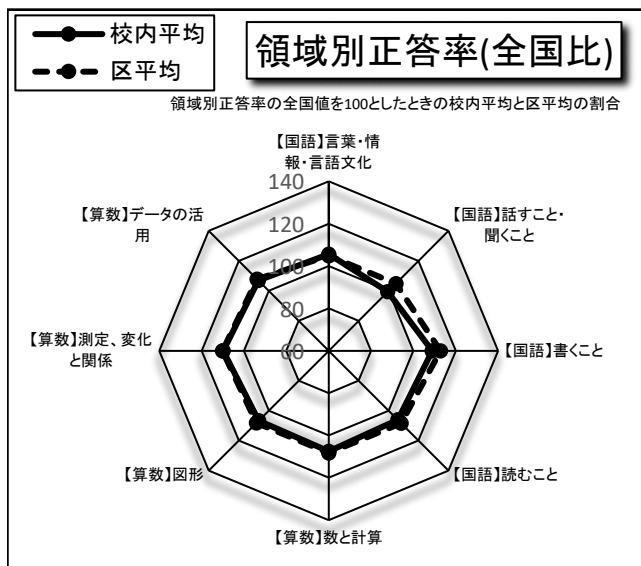 校内平均
区平均
領域別正答率(全国比)
領域別正答率の全国値を100としたときの校内平均と区平均の割合
【国語】言葉・情
報・言語文化
【国語】話すこと・
聞くこと
【国語】書くこと
【国語】読むこと
【算数】数と計算
【算数】図形
【算数】測定、変化
と関係
【算数】データの活
用
140
120
100
80
60